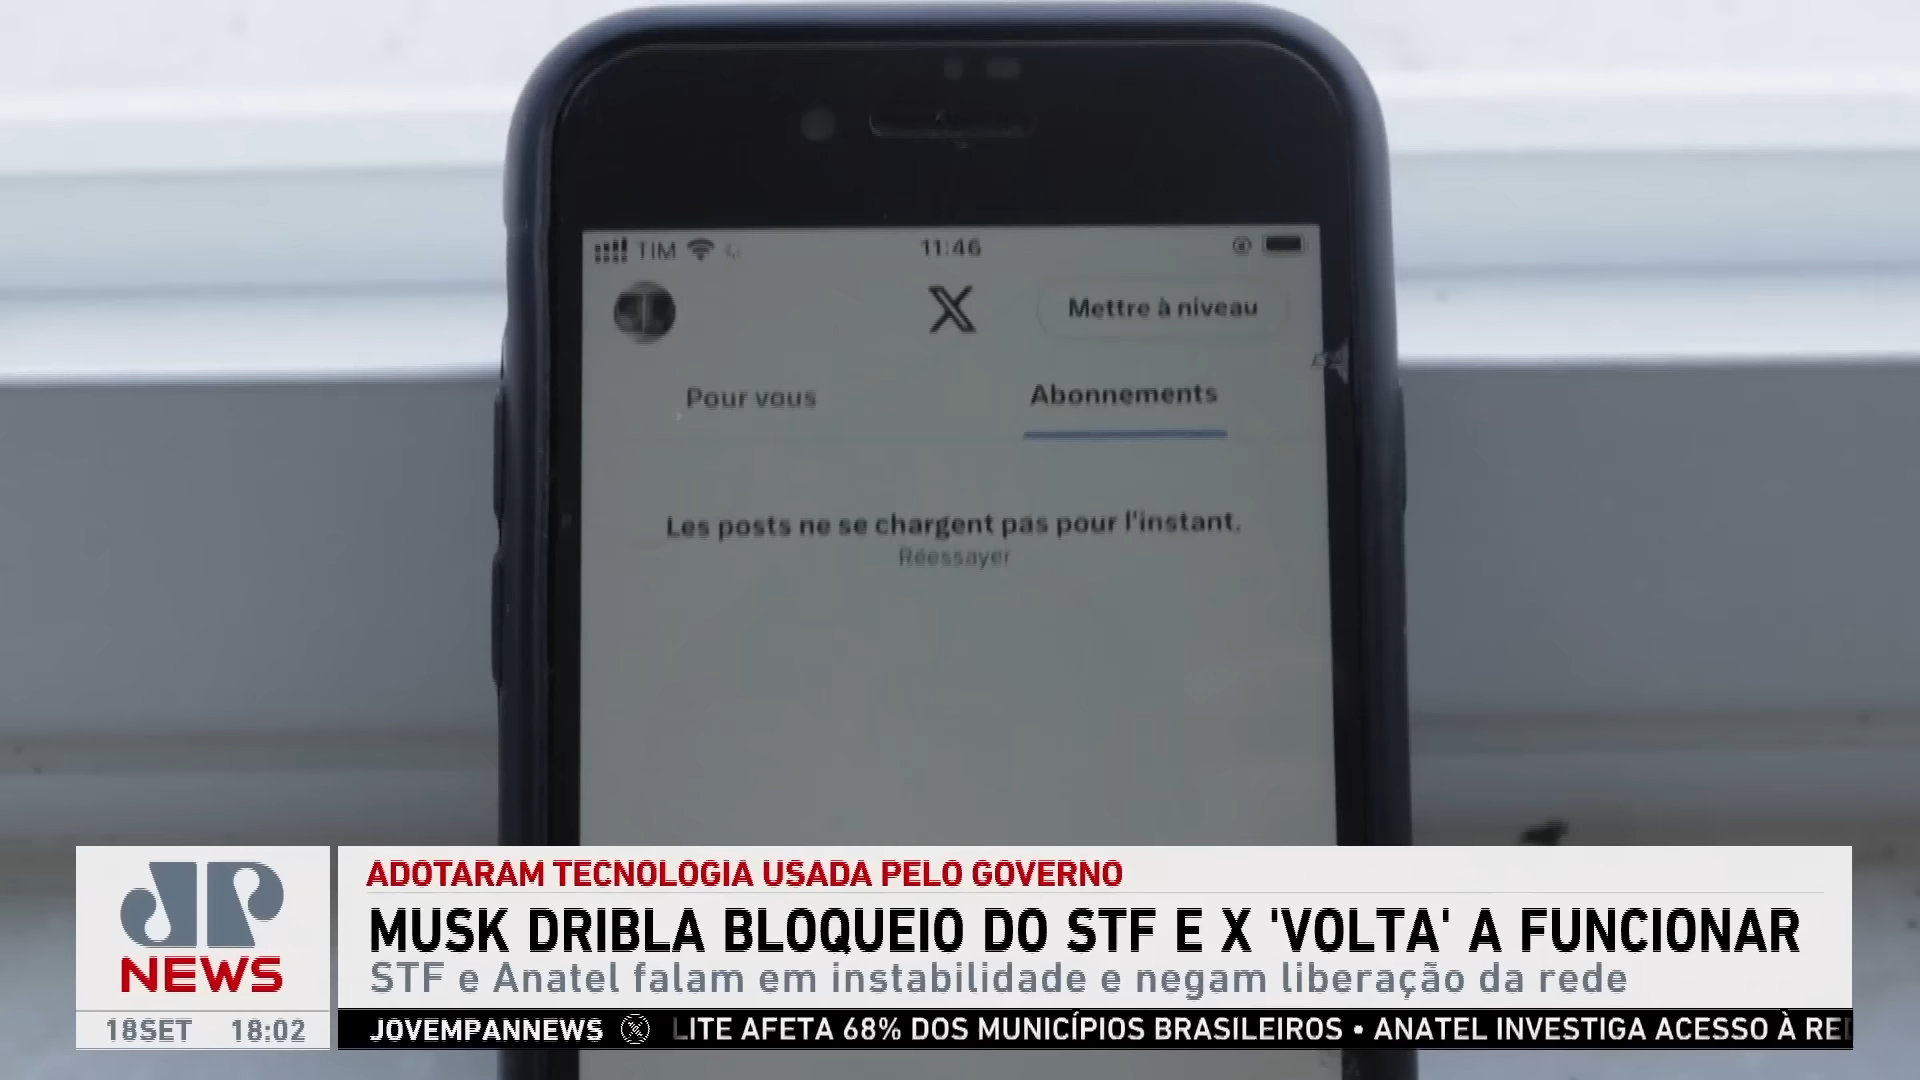 TIM
11:46
X
Mettre à niveau
Pour vous
Abonnements
Les posts ne se chargent pas pour l'instant.
Réessayer
ADOTARAM TECNOLOGIA USADA PELO GOVERNO
MUSK DRIBLA BLOQUEIO DO STF E X 'VOLTA' A FUNCIONAR
STF e Anatel falam em instabilidade e negam liberação da rede
JP
NEWS
18SET 18:02
JOVEMPANNEWS X LITE AFETA 68% DOS MUNICÍPIOS BRASILEIROS • ANATEL INVESTIGA ACESSO À RE